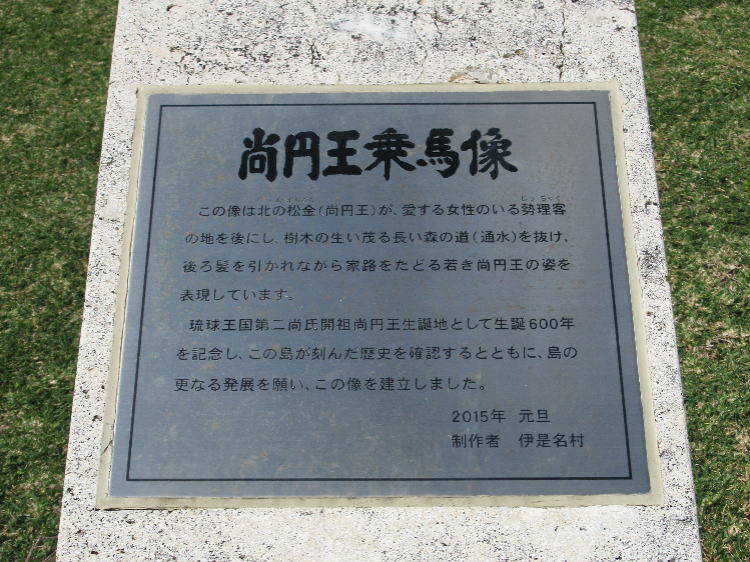 尚円王乗馬像
この像は北の松金(尚円王)が、愛する女性のいる勢理客
の地を後にし、樹木の生い茂る長い森の道(通水)を抜け、
後ろ髪を引かれながら家路をたどる若き尚円王の姿を
表現しています。
琉球王国第二尚氏開祖尚円王生誕地として生誕600年
を記念し、この島が刻んだ歴史を確認するとともに、島の
更なる発展を願い、この像を建立しました。
2015年 元旦
制作者 伊是名村